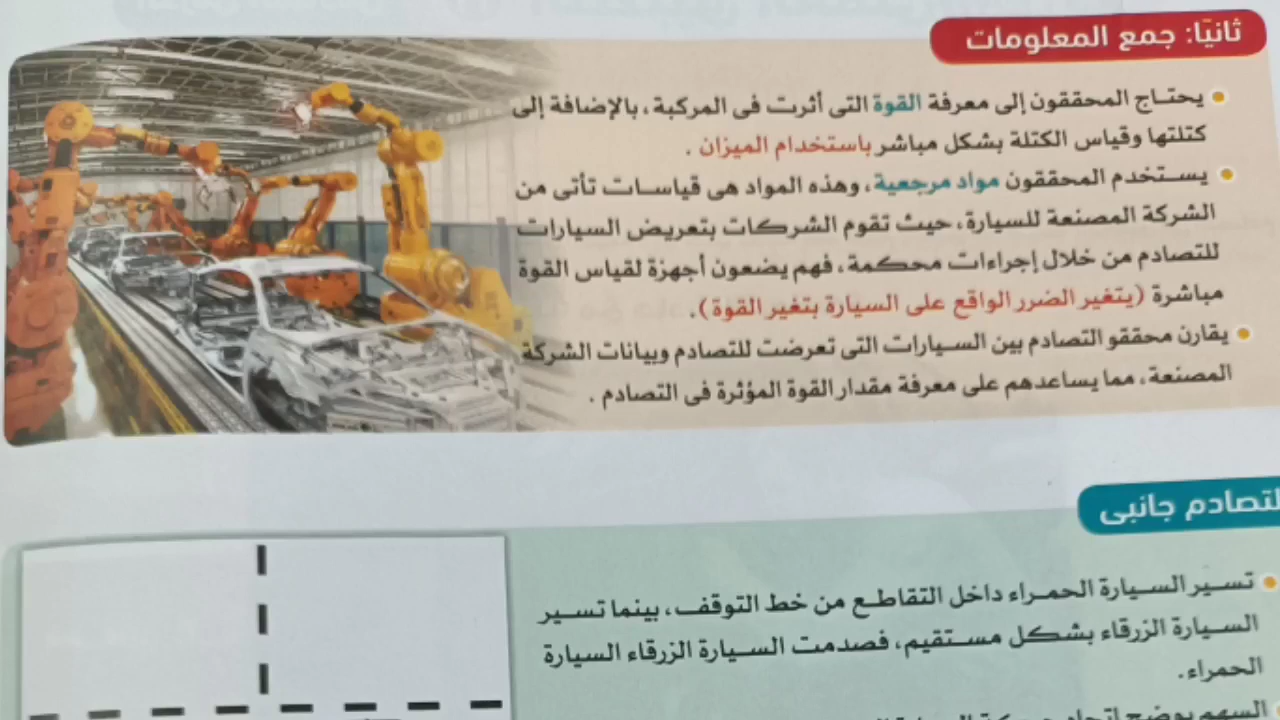 ثانيًا: جمع المعلومات
يحتاج المحققون إلى معرفة القوة التى أثرت فى المركبة، بالإضافة إلى
كتلتها وقياس الكتلة بشكل مباشر باستخدام الميزان .
يستخدم المحققون مواد مرجعية، وهذه المواد هى قياسات تأتى من
الشركة المصنعة للسيارة، حيث تقوم الشركات بتعريض السيارات
للتصادم من خلال إجراءات محكمة، فهم يضعون أجهزة لقياس القوة
مباشرة (يتغير الضرر الواقع على السيارة بتغير القوة).
يقارن محققو التصادم بين السيارات التى تعرضت للتصادم وبيانات الشركة
المصنعة، مما يساعدهم على معرفة مقدار القوة المؤثرة فى التصادم .
لتصادم جانبى
تسير السيارة الحمراء داخل التقاطع من خط التوقف، بينما تسير
السيارة الزرقاء بشكل مستقيم، فصدمت السيارة الزرقاء السيارة
الحمراء.
السهم يوضح اتجاه